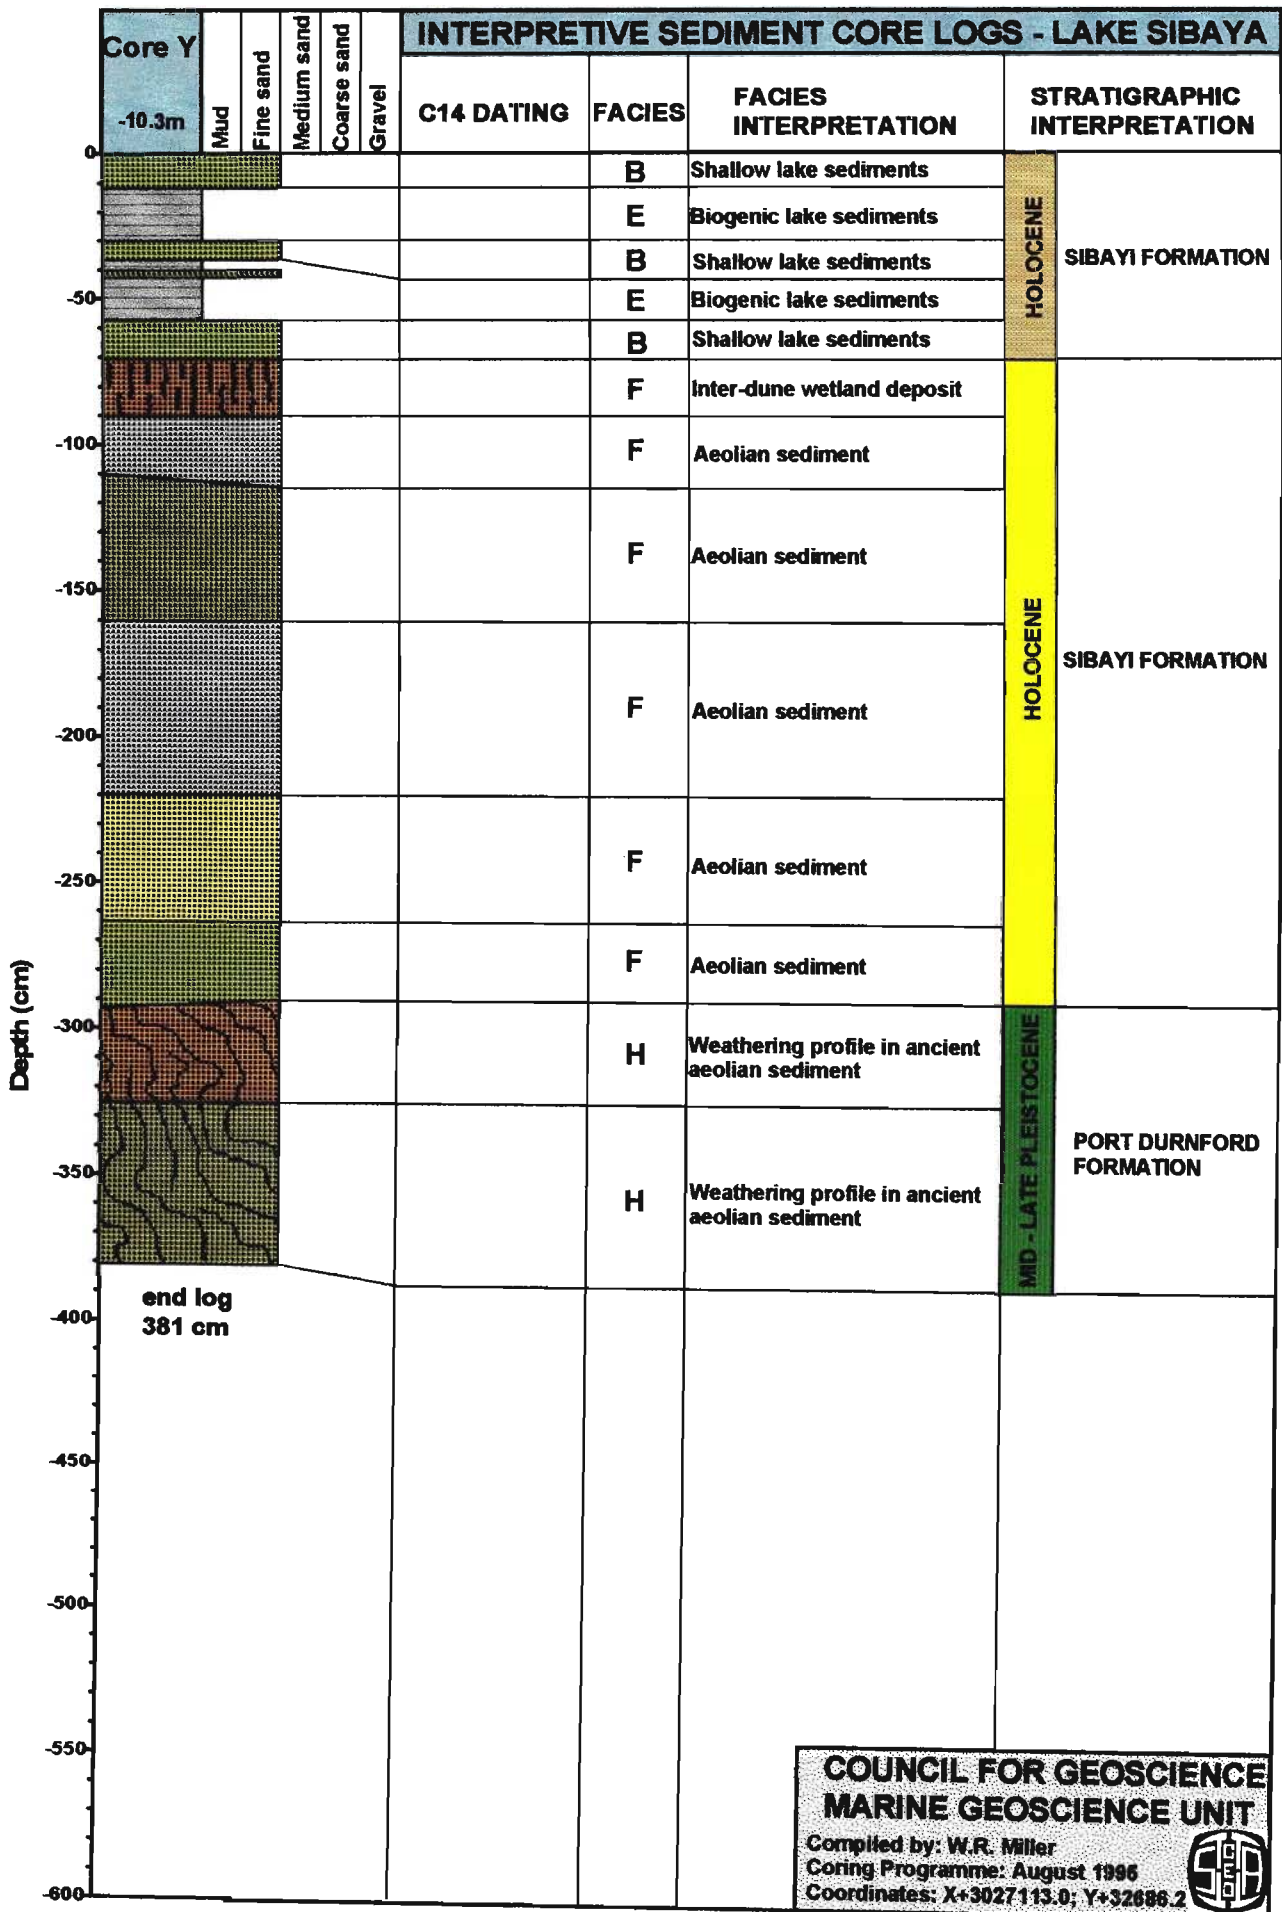 INTERPRETIVE SEDIMENT CORE LOGS - LAKE SIBAYA
Core Y
-10.3m
Mud
Fine sand
Medium sand
Coarse sand
Gravel
C14 DATING
FACIES
FACIES
INTERPRETATION
STRATIGRAPHIC
INTERPRETATION
0
-50
-100
-150
-200
-250
-300
-350
-400
-450
-500
-550
-600
Depth (cm)
B Shallow lake sediments
E Biogenic lake sediments
B Shallow lake sediments
E Biogenic lake sediments
B Shallow lake sediments
HOLOCENE
SIBAYI FORMATION
F Inter-dune wetland deposit
F Aeolian sediment
F Aeolian sediment
F Aeolian sediment
F Aeolian sediment
F Aeolian sediment
HOLOCENE
SIBAYI FORMATION
H Weathering profile in ancient
aeolian sediment
H Weathering profile in ancient
aeolian sediment
MID - LATE PLEISTOCENE
PORT DURNFORD
FORMATION
end log
381 cm
COUNCIL FOR GEOSCIENCE
MARINE GEOSCIENCE UNIT
Compiled by: W.R. Miller
Coring Programme: August 1996
Coordinates: X+3027113.0; Y+32686.2